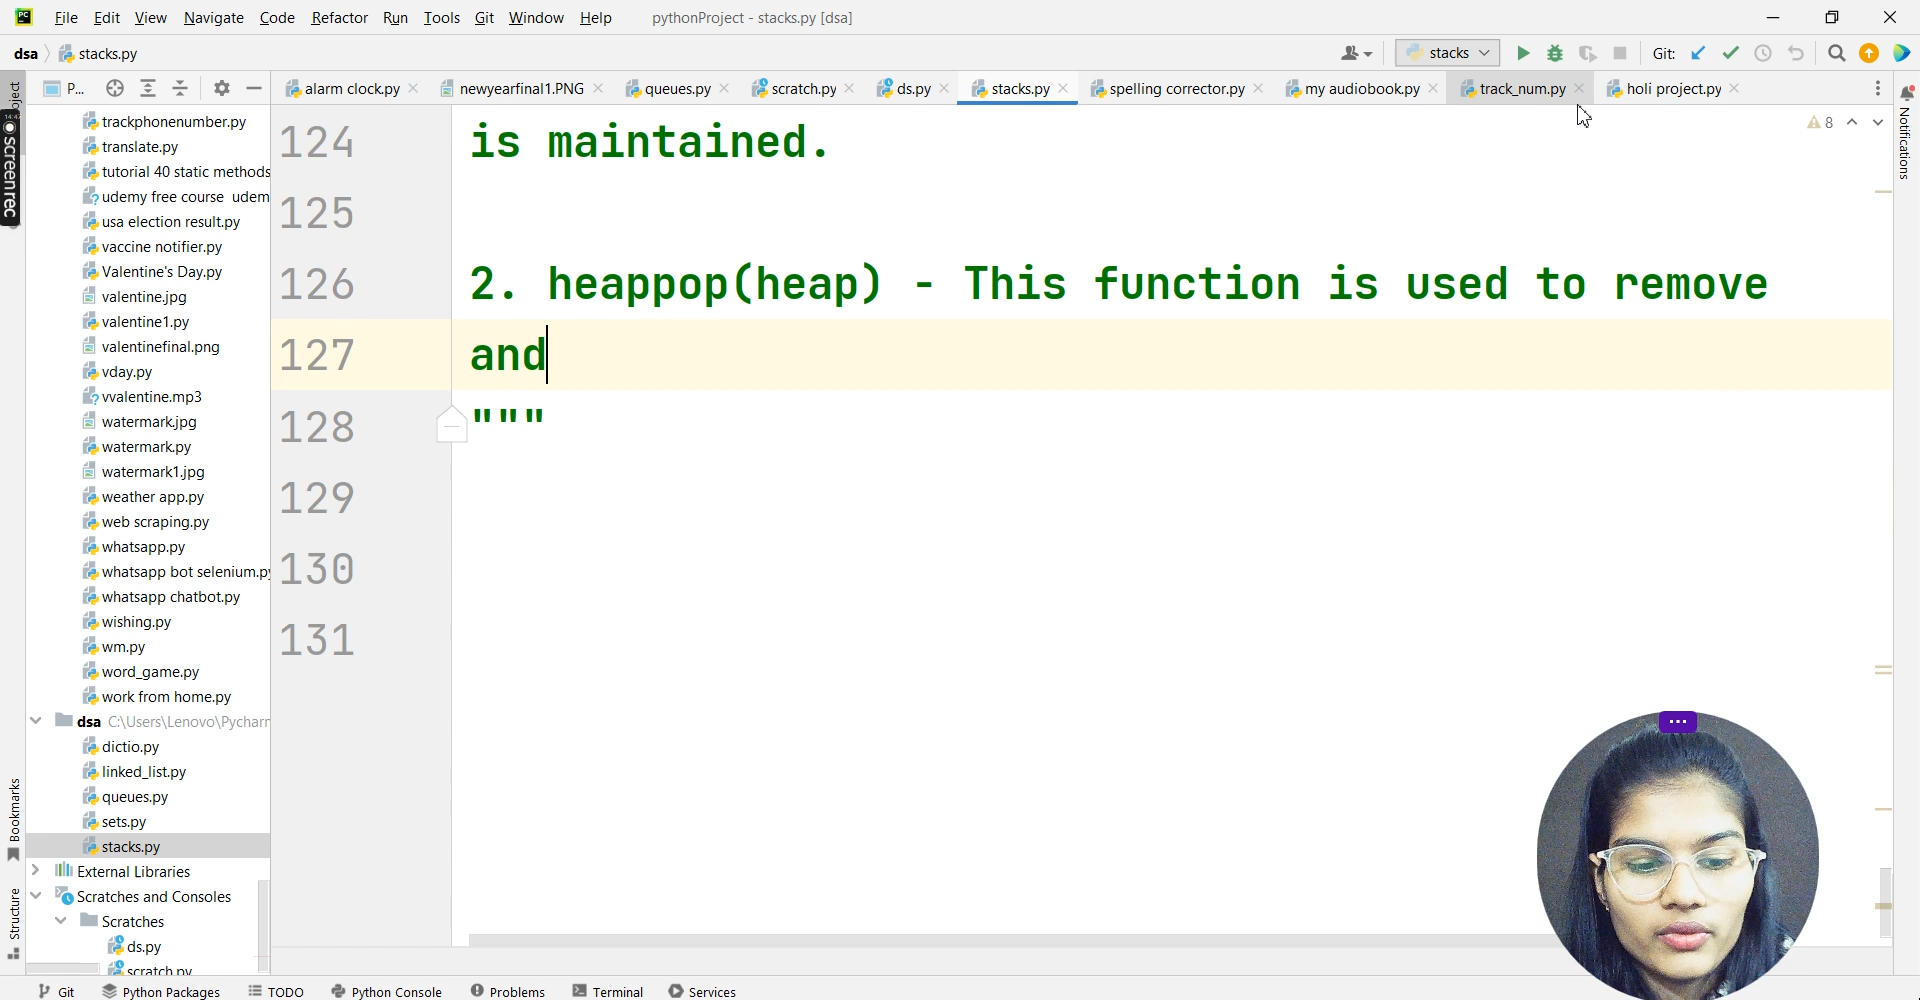 File Edit View Navigate Code Refactor Run Tools Git Window Help pythonProject - stacks.py [dsa]
dsa stacks.py stacks Git:
P... alarm clock.py newyearfinal1.PNG queues.py scratch.py ds.py stacks.py spelling corrector.py my audiobook.py track_num.py holi project.py
Project
screenrec
Bookmarks
Structure
Notifications
trackphonenumber.py
translate.py
tutorial 40 static methods
udemy free course udem
usa election result.py
vaccine notifier.py
Valentine's Day.py
valentine.jpg
valentine1.py
valentinefinal.png
vday.py
vvalentine.mp3
watermark.jpg
watermark.py
watermark1.jpg
weather app.py
web scraping.py
whatsapp.py
whatsapp bot selenium.py
whatsapp chatbot.py
wishing.py
wm.py
word_game.py
work from home.py
dsa C:\Users\Lenovo\Pycharm
dictio.py
linked_list.py
queues.py
sets.py
stacks.py
External Libraries
Scratches and Consoles
Scratches
ds.py
scratch.py
8
124 is maintained.
125
126 2. heappop(heap) - This function is used to remove
127 and
128 """
129
130
131
Git Python Packages TODO Python Console Problems Terminal Services